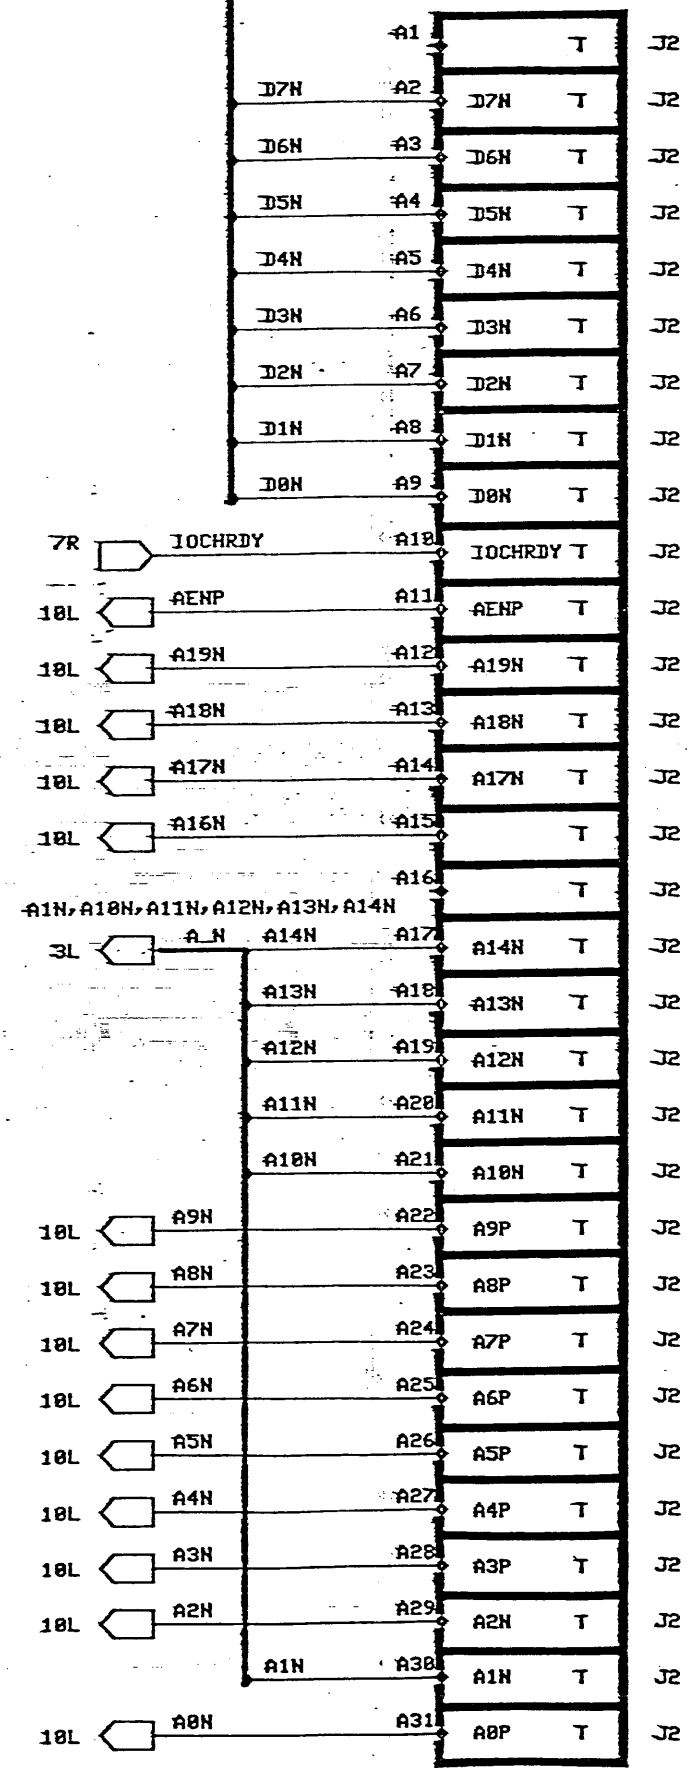 A1 T J2
D7N A2 D7N T J2
D6N A3 D6N T J2
D5N A4 D5N T J2
D4N A5 D4N T J2
D3N A6 D3N T J2
D2N A7 D2N T J2
D1N A8 D1N T J2
D0N A9 D0N T J2
7R IOCHRDY A10 IOCHRDY T J2
10L AENP A11 AENP T J2
10L A19N A12 A19N T J2
10L A18N A13 A18N T J2
10L A17N A14 A17N T J2
10L A16N A15 T J2
A16 T J2
A1N,A10N,A11N,A12N,A13N,A14N
3L A_N A14N A17 A14N T J2
A13N A18 A13N T J2
A12N A19 A12N T J2
A11N A20 A11N T J2
A10N A21 A10N T J2
10L A9N A22 A9P T J2
10L A8N A23 A8P T J2
10L A7N A24 A7P T J2
10L A6N A25 A6P T J2
10L A5N A26 A5P T J2
10L A4N A27 A4P T J2
10L A3N A28 A3P T J2
10L A2N A29 A2N T J2
A1N A30 A1N T J2
10L A0N A31 A0P T J2